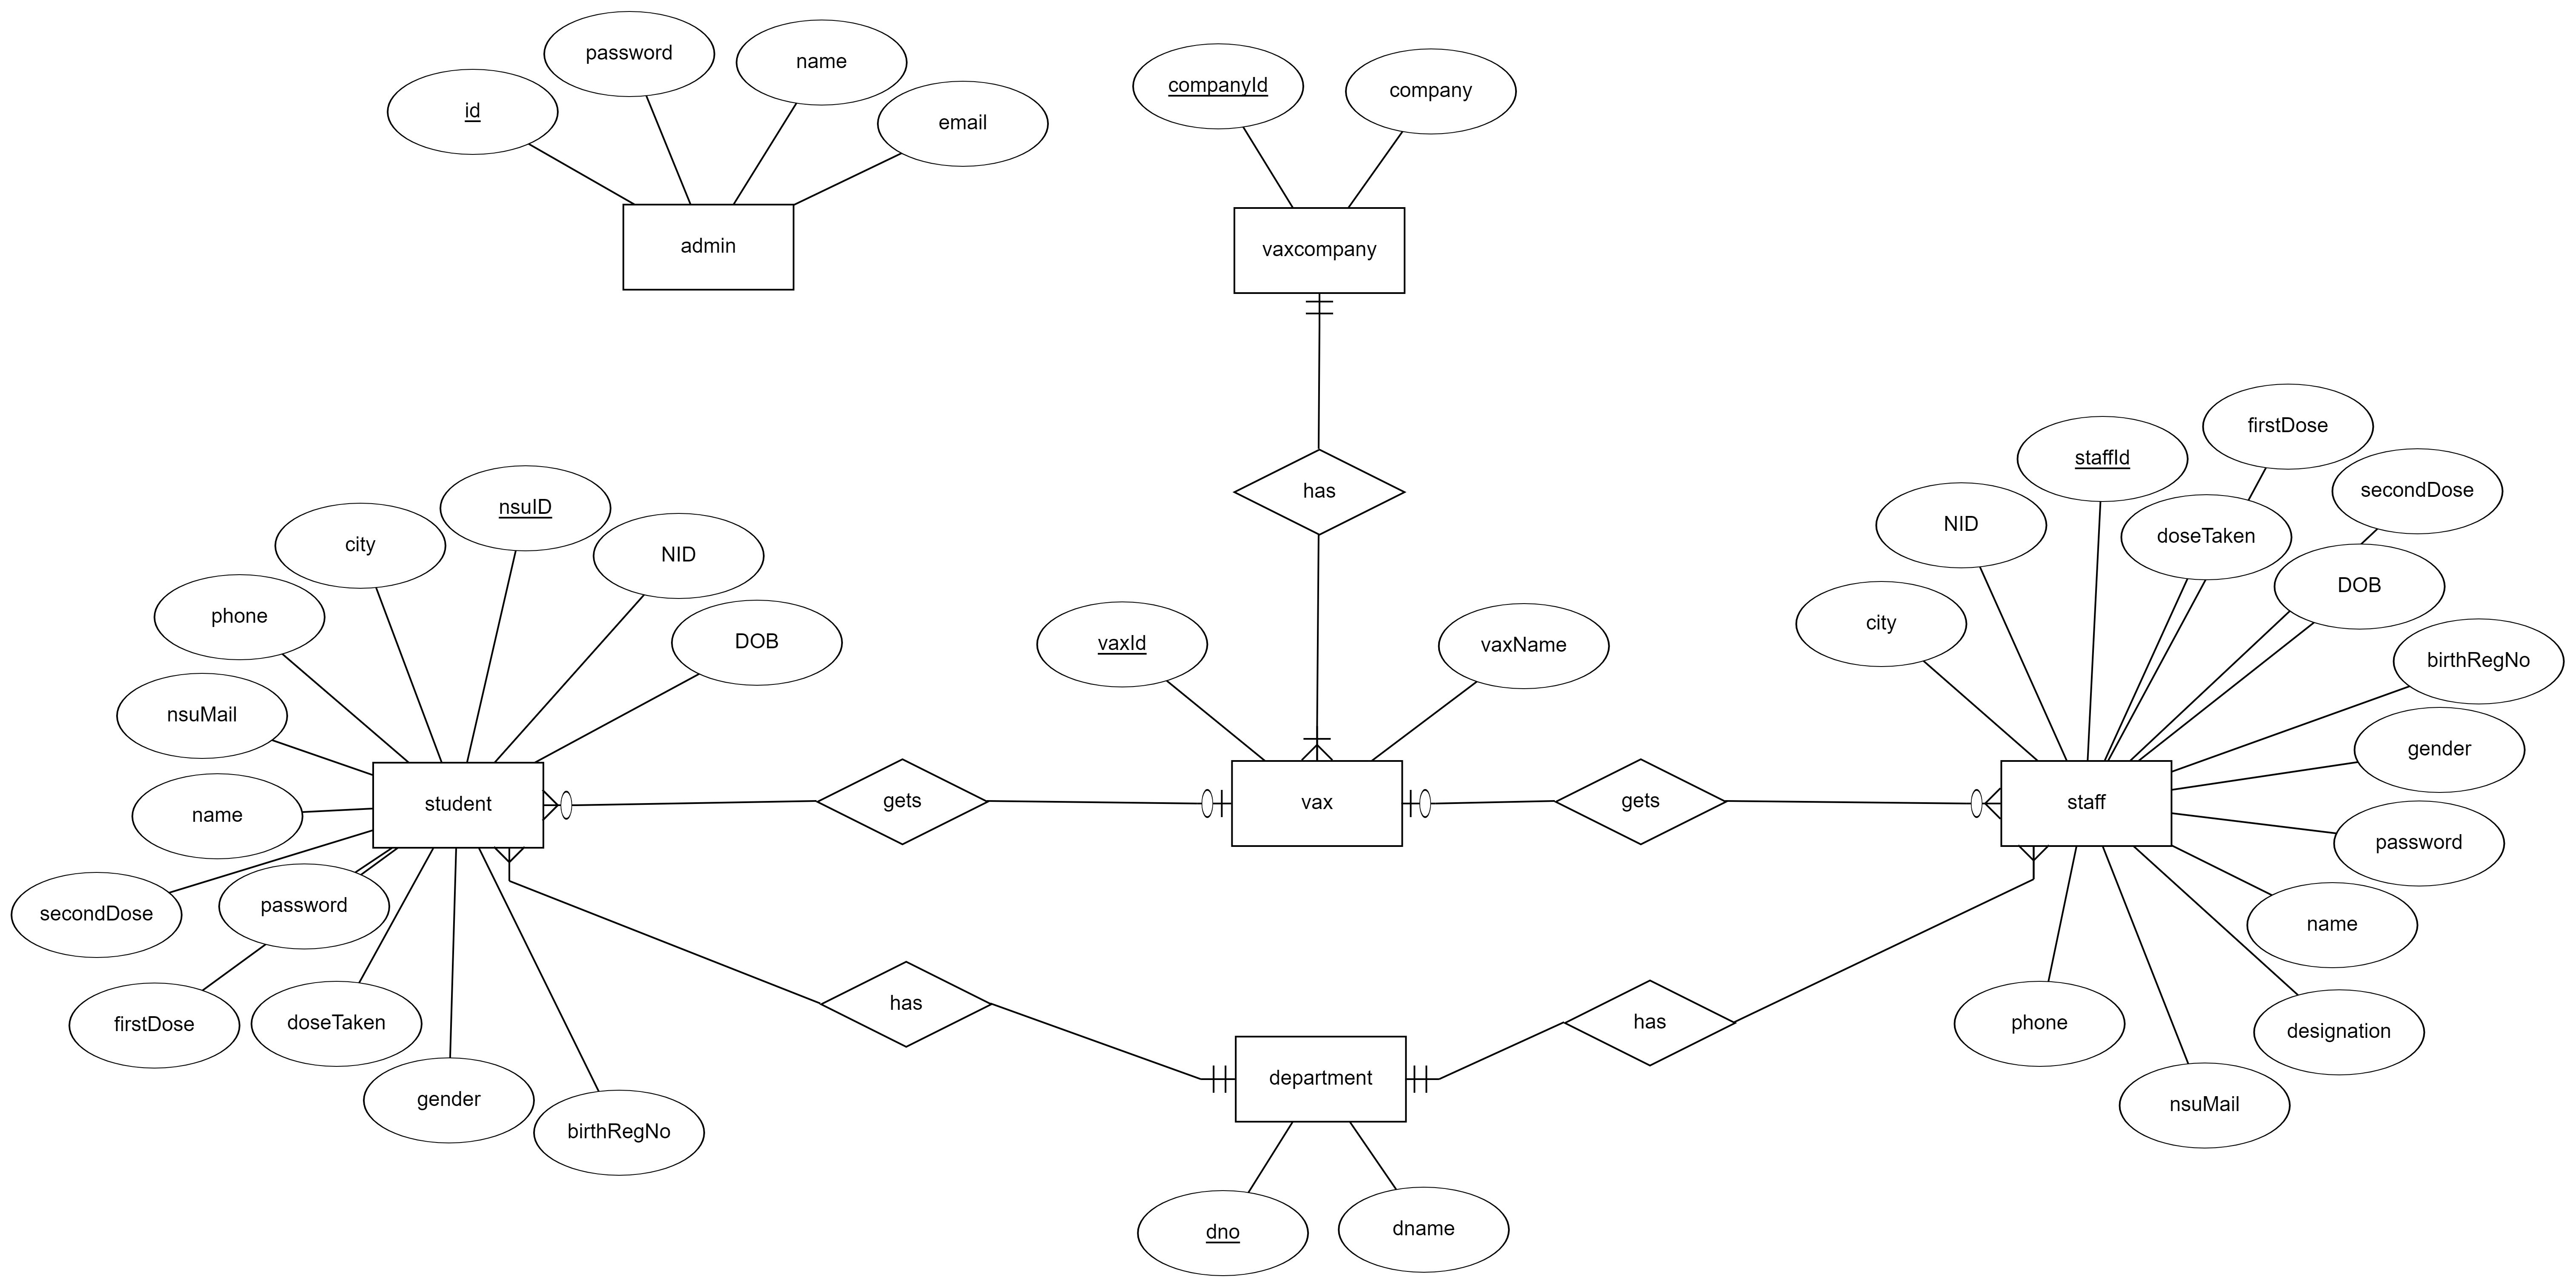 password
name
id
email
companyId
company
admin
vaxcompany
firstDose
staffId
secondDose
has
nsuID
NID
doseTaken
city
NID
DOB
phone
DOB
city
vaxId
vaxName
birthRegNo
nsuMail
gender
name
student
gets
vax
gets
staff
password
secondDose
password
name
firstDose
doseTaken
has
has
phone
designation
gender
department
nsuMail
birthRegNo
dno
dname